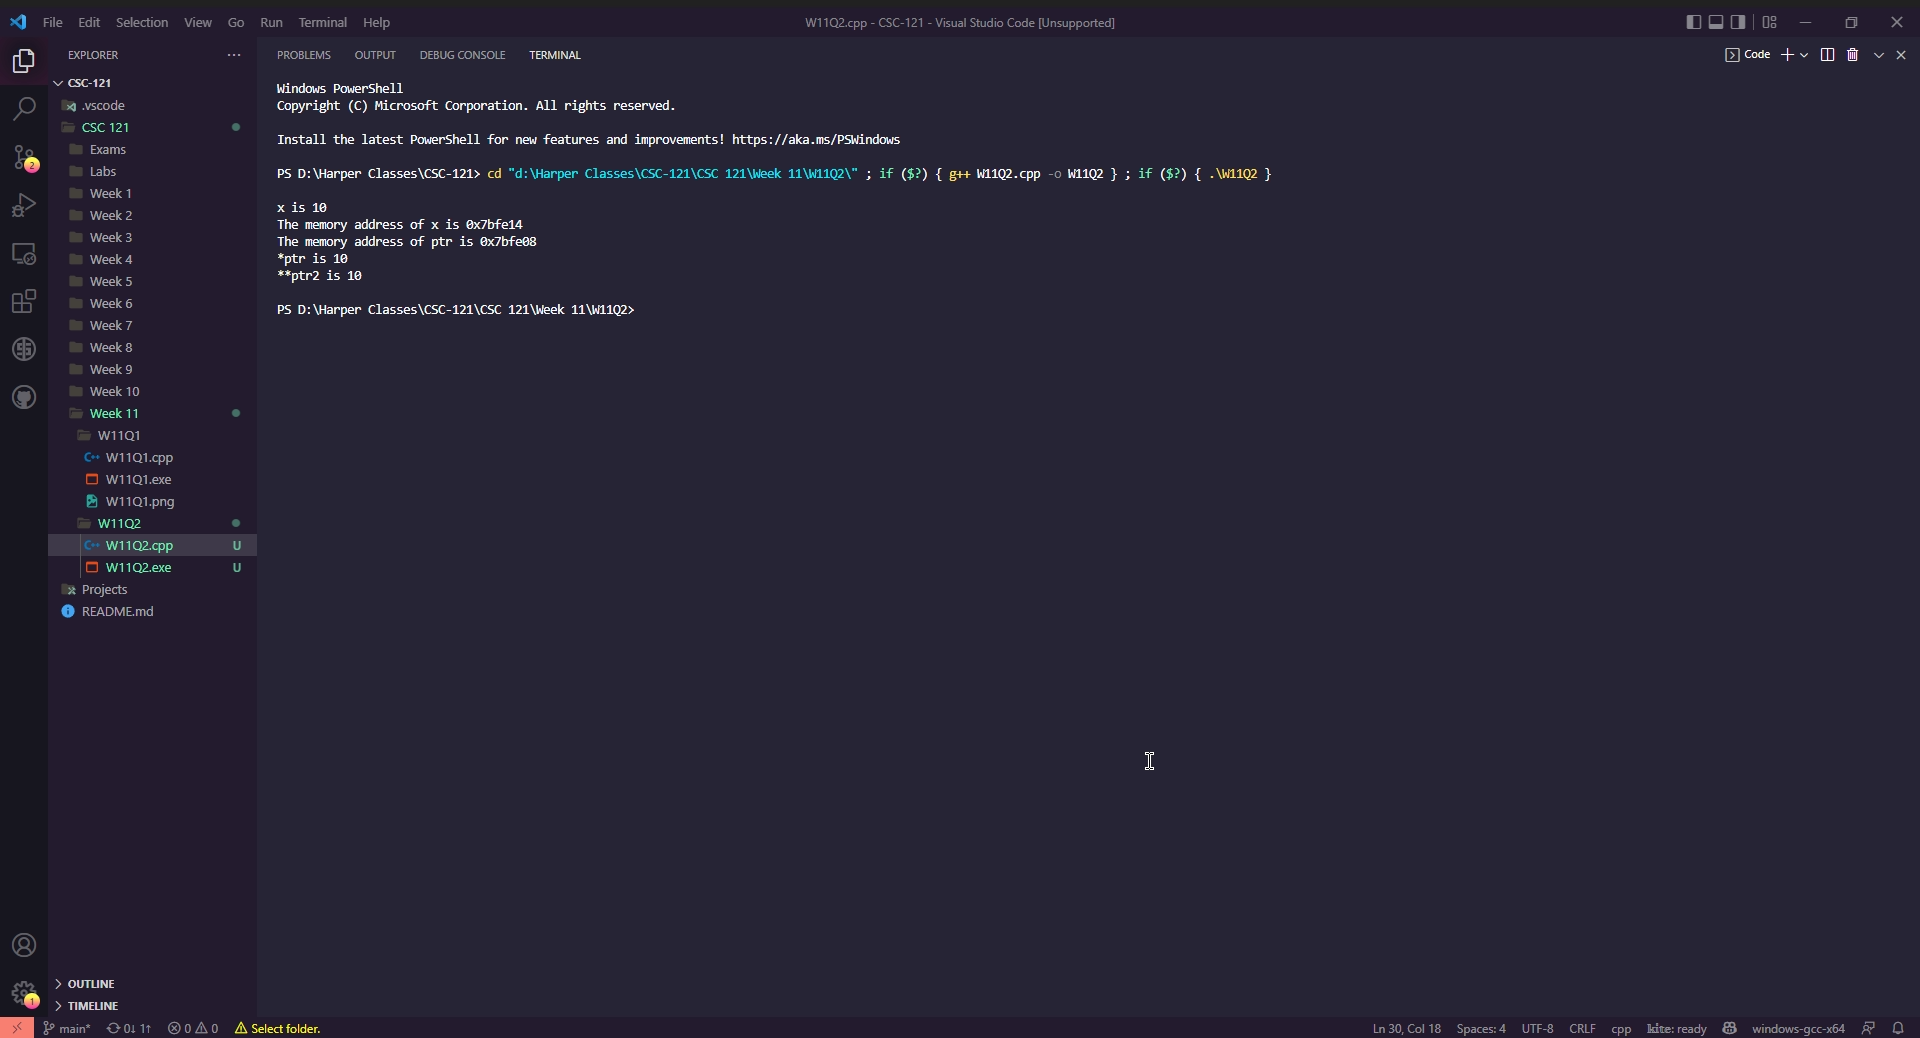 File Edit Selection View Go Run Terminal Help
W11Q2.cpp - CSC-121 - Visual Studio Code [Unsupported]
EXPLORER
CSC-121
.vscode
CSC 121
Exams
Labs
Week 1
Week 2
Week 3
Week 4
Week 5
Week 6
Week 7
Week 8
Week 9
Week 10
Week 11
W11Q1
W11Q1.cpp
W11Q1.exe
W11Q1.png
W11Q2
W11Q2.cpp U
W11Q2.exe U
Projects
README.md
OUTLINE
TIMELINE
2
1
PROBLEMS OUTPUT DEBUG CONSOLE TERMINAL
Code
Windows PowerShell
Copyright (C) Microsoft Corporation. All rights reserved.
Install the latest PowerShell for new features and improvements! https://aka.ms/PSWindows
PS D:\Harper Classes\CSC-121> cd "d:\Harper Classes\CSC-121\CSC 121\Week 11\W11Q2\" ; if ($?) { g++ W11Q2.cpp -o W11Q2 } ; if ($?) { .\W11Q2 }
x is 10
The memory address of x is 0x7bfe14
The memory address of ptr is 0x7bfe08
*ptr is 10
**ptr2 is 10
PS D:\Harper Classes\CSC-121\CSC 121\Week 11\W11Q2>
main* 0↓ 1↑ 0 0 Select folder.
Ln 30, Col 18 Spaces: 4 UTF-8 CRLF cpp kite: ready windows-gcc-x64